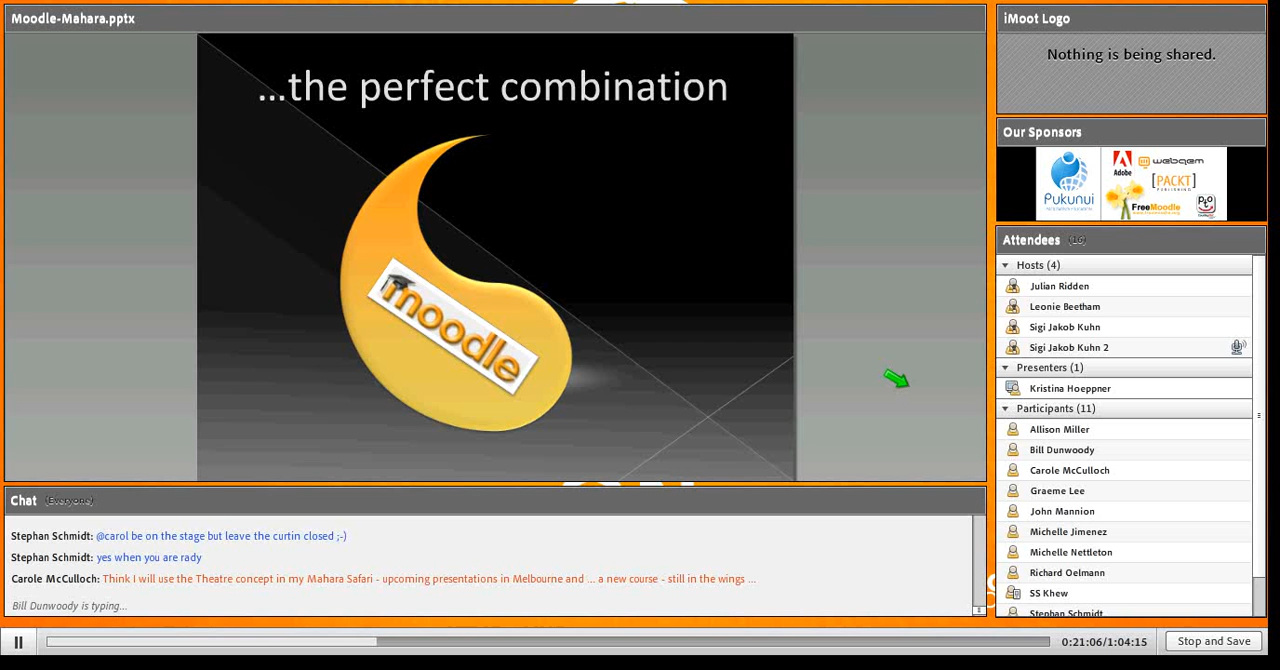 Moodle-Mahara.pptx
...the perfect combination
moodle
iMoot Logo
Nothing is being shared.
Our Sponsors
Pukunui
Adobe
webqem
[PACKT]
PUBLISHING
FreeMoodle
Attendees (16)
Hosts (4)
Julian Ridden
Leonie Beetham
Sigi Jakob Kuhn
Sigi Jakob Kuhn 2
Presenters (1)
Kristina Hoeppner
Participants (11)
Allison Miller
Bill Dunwoody
Carole McCulloch
Graeme Lee
John Mannion
Michelle Jimenez
Michelle Nettleton
Richard Oelmann
SS Khew
Stephan Schmidt
Chat (Everyone)
Stephan Schmidt: @carol be on the stage but leave the curtin closed ;-)
Stephan Schmidt: yes when you are rady
Carole McCulloch: Think I will use the Theatre concept in my Mahara Safari - upcoming presentations in Melbourne and ... a new course - still in the wings ...
Bill Dunwoody is typing...
0:21:06/1:04:15
Stop and Save